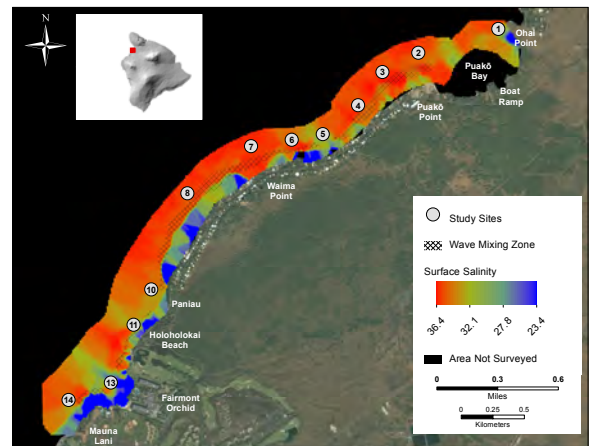 N
1
Ohai
Point
2
Puakō
Bay
3
Boat
Ramp
4
Puakō
Point
5
6
7
Waima
Point
8
10
Paniau
11
Holoholokai
Beach
13
14
Fairmont
Orchid
Mauna
Lani
Study Sites
Wave Mixing Zone
Surface Salinity
36.4 32.1 27.8 23.4
Area Not Surveyed
0 0.3 0.6
Miles
0 0.25 0.5
Kilometers